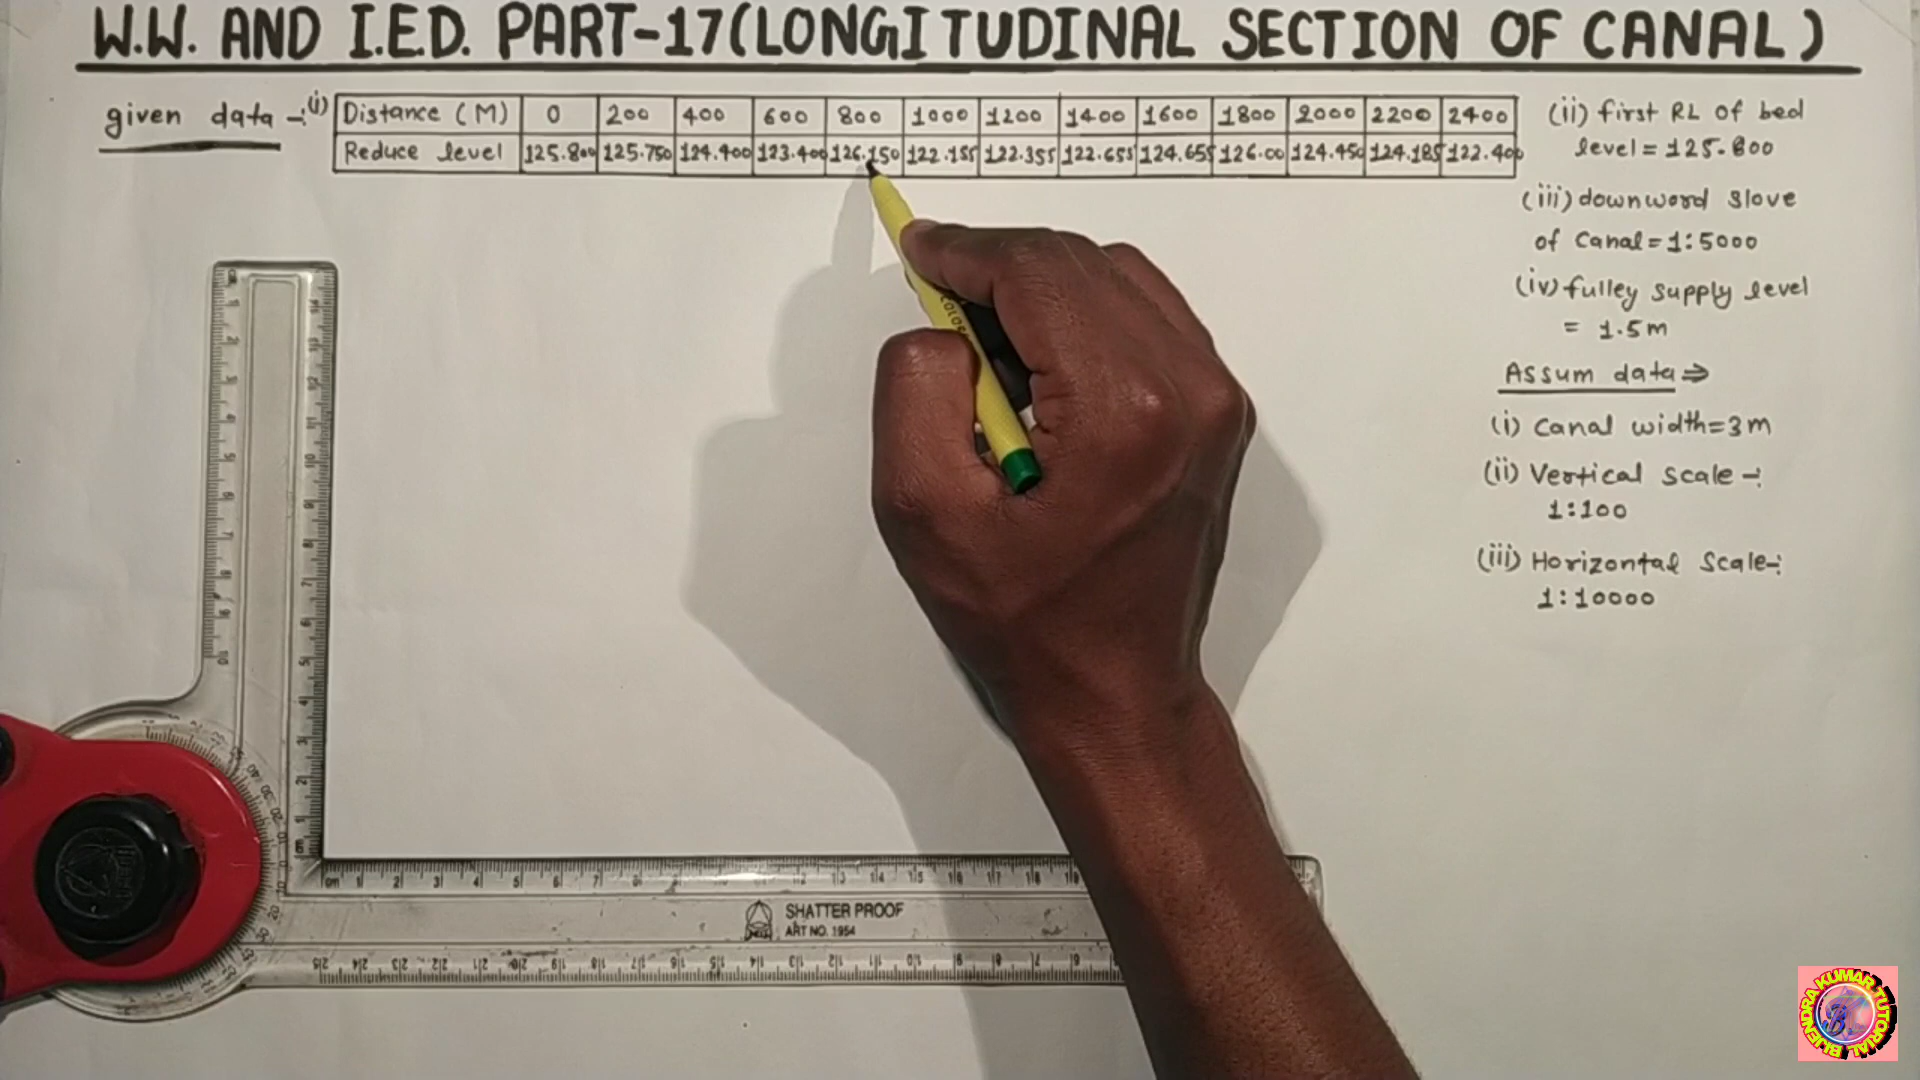 W.W. AND I.E.D. PART-17(LONGITUDINAL SECTION OF CANAL)
given data -:(i)
Distance (M) 0 200 400 600 800 1000 1200 1400 1600 1800 2000 2200 2400
Reduce level 125.800 125.750 124.400 123.400 126.150 122.155 122.355 122.655 124.655 126.00 124.450 124.185 122.400
(ii) first RL of bed
level = 125.800
(iii) downword slove
of canal = 1:5000
(iv) fulley supply level
= 1.5m
Assum data ⇒
(i) canal width=3m
(ii) Vertical scale -:
1:100
(iii) Horizontal scale-:
1:10000
SHATTER PROOF
ART NO. 1954
BIJENDRA KUMAR TUTORIAL